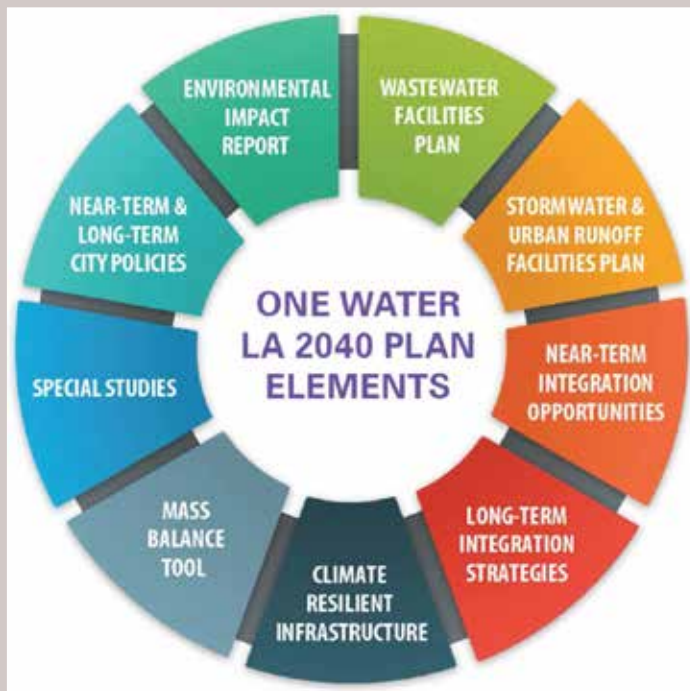 ONE WATER
LA 2040 PLAN
ELEMENTS
WASTEWATER
FACILITIES
PLAN
STORMWATER &
URBAN RUNOFF
FACILITIES PLAN
NEAR-TERM
INTEGRATION
OPPORTUNITIES
LONG-TERM
INTEGRATION
STRATEGIES
CLIMATE
RESILIENT
INFRASTRUCTURE
MASS
BALANCE
TOOL
SPECIAL STUDIES
NEAR-TERM &
LONG-TERM
CITY POLICIES
ENVIRONMENTAL
IMPACT
REPORT